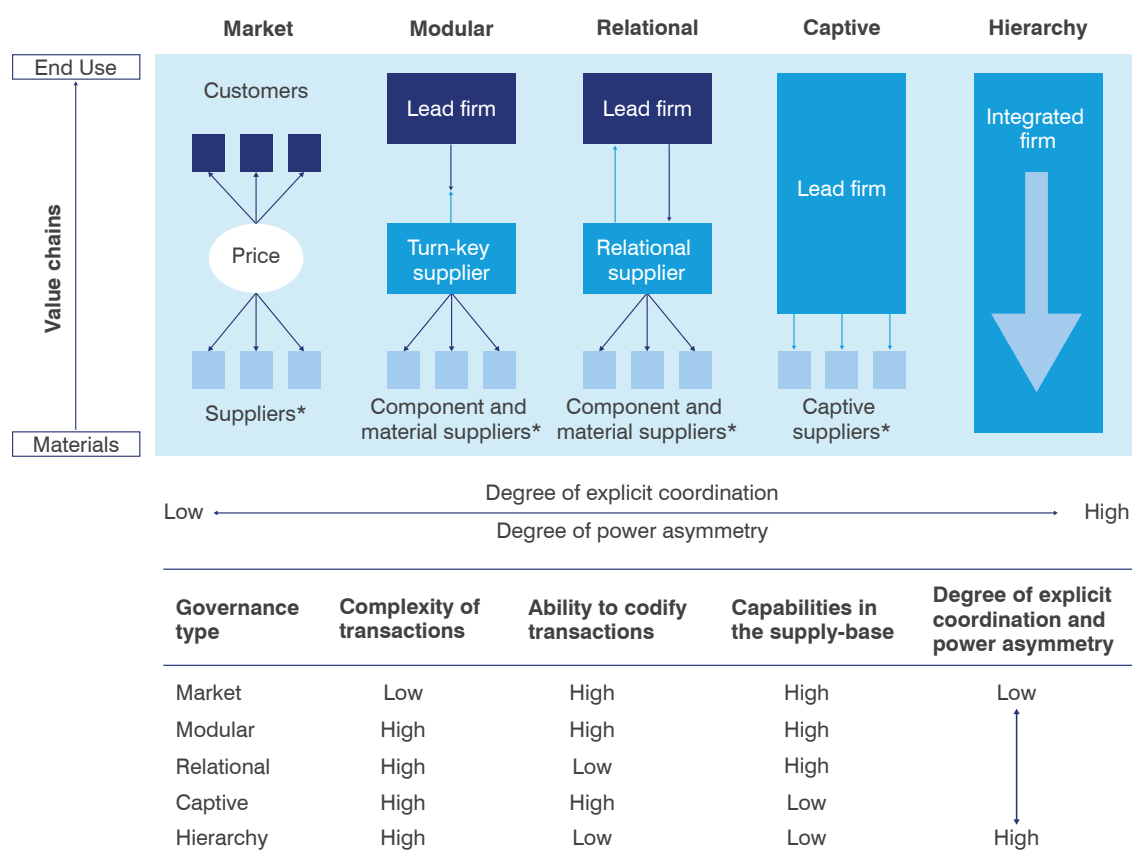 Market Modular Relational Captive Hierarchy
End Use
Value chains
Materials
Customers
Price
Suppliers*
Lead firm
Turn-key
supplier
Component and
material suppliers*
Lead firm
Relational
supplier
Component and
material suppliers*
Lead firm
Captive
suppliers*
Integrated
firm
Degree of explicit coordination
Low High
Degree of power asymmetry
Governance
type
Complexity of
transactions
Ability to codify
transactions
Capabilities in
the supply-base
Degree of explicit
coordination and
power asymmetry
Market Low High High Low
Modular High High High
Relational High Low High
Captive High High Low
Hierarchy High Low Low High